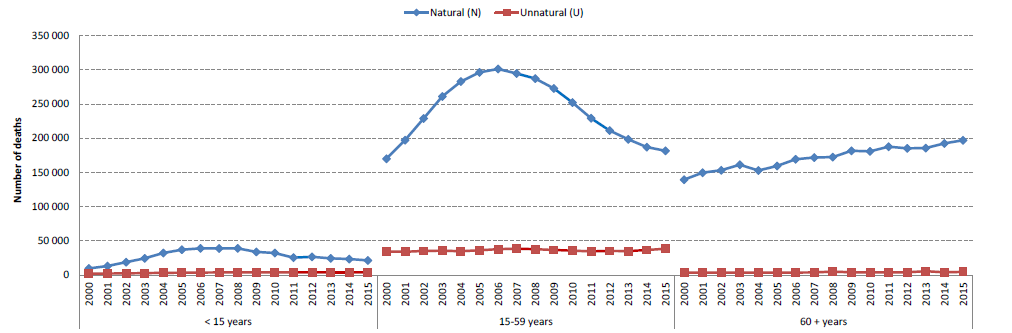 Natural (N) Unnatural (U)
Number of deaths
350 000
300 000
250 000
200 000
150 000
100 000
50 000
0
2000 2001 2002 2003 2004 2005 2006 2007 2008 2009 2010 2011 2012 2013 2014 2015 2000 2001 2002 2003 2004 2005 2006 2007 2008 2009 2010 2011 2012 2013 2014 2015 2000 2001 2002 2003 2004 2005 2006 2007 2008 2009 2010 2011 2012 2013 2014 2015
< 15 years 15-59 years 60 + years